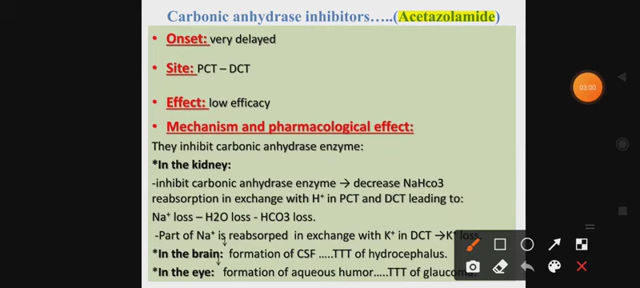 Carbonic anhydrase inhibitors…..(Acetazolamide)
• Onset: very delayed
• Site: PCT – DCT
• Effect: low efficacy
• Mechanism and pharmacological effect:
They inhibit carbonic anhydrase enzyme:
*In the kidney:
-inhibit carbonic anhydrase enzyme → decrease NaHco3
reabsorption in exchange with H⁺ in PCT and DCT leading to:
Na⁺ loss – H2O loss - HCO3 loss.
-Part of Na⁺ is reabsorped in exchange with K⁺ in DCT →K⁺ loss.
*In the brain: ↓ formation of CSF .....TTT of hydrocephalus.
*In the eye: ↓ formation of aqueous humor.....TTT of glaucoma.
03:00